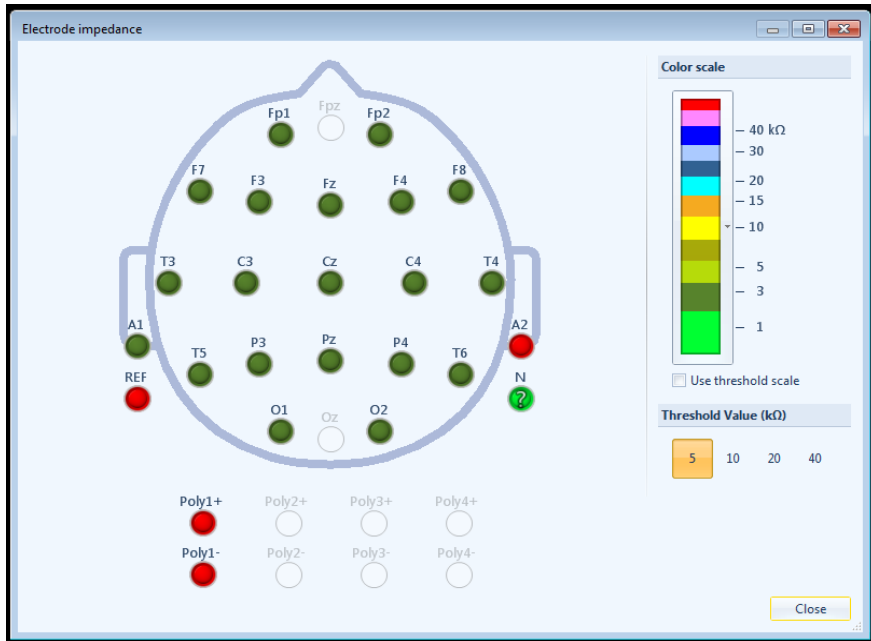 Electrode impedance
Color scale
Fp1 Fpz Fp2
F7 F3 Fz F4 F8
T3 C3 Cz C4 T4
A1 T5 P3 Pz P4 T6 A2
REF N
?
O1 Oz O2
Poly1+ Poly2+ Poly3+ Poly4+
Poly1- Poly2- Poly3- Poly4-
40 kΩ
30
20
15
10
5
3
1
Use threshold scale
Threshold Value (kΩ)
5 10 20 40
Close